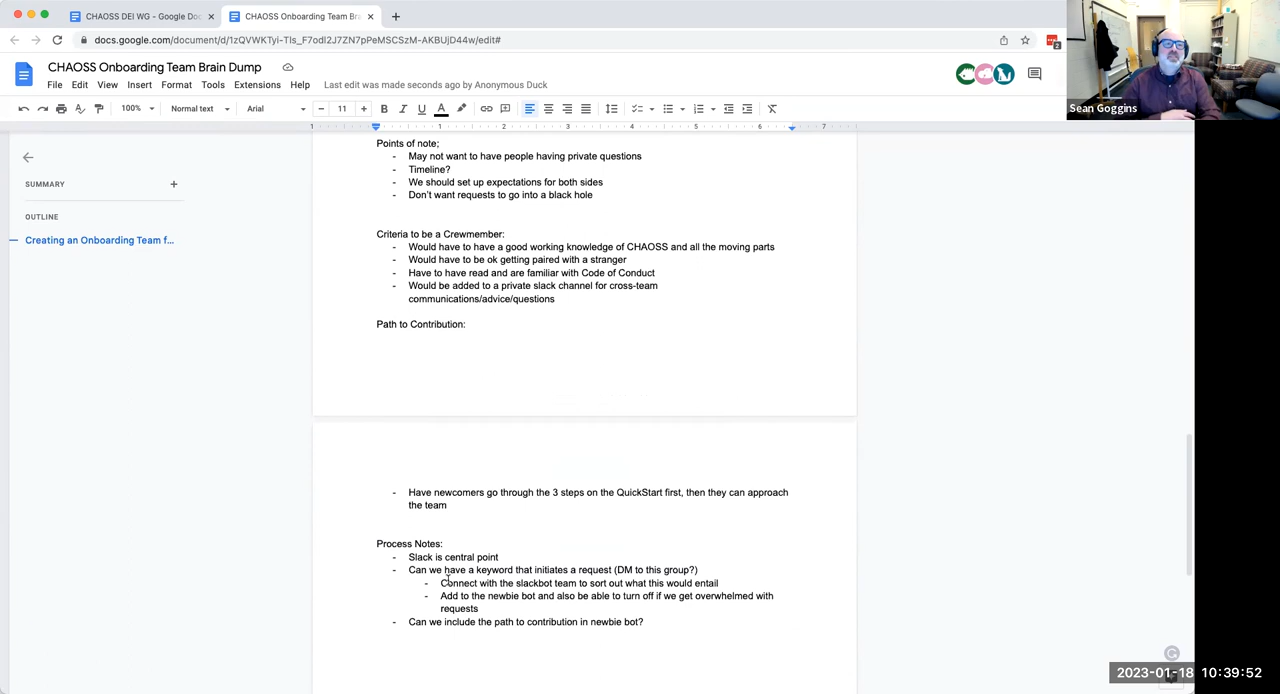 CHAOSS DEI WG - Google Doc
CHAOSS Onboarding Team Bra
docs.google.com/document/d/1zQVWKTyi-TIs_F7odI2J7ZN7pPeMSCSzM-AKBUjD44w/edit#
2
CHAOSS Onboarding Team Brain Dump
File Edit View Insert Format Tools Extensions Help Last edit was made seconds ago by Anonymous Duck
100% Normal text Arial 11
Sean Goggins
1 1 2 3 4 5 6 7
SUMMARY
OUTLINE
Creating an Onboarding Team f...
Points of note;
- May not want to have people having private questions
- Timeline?
- We should set up expectations for both sides
- Don't want requests to go into a black hole
Criteria to be a Crewmember:
- Would have to have a good working knowledge of CHAOSS and all the moving parts
- Would have to be ok getting paired with a stranger
- Have to have read and are familiar with Code of Conduct
- Would be added to a private slack channel for cross-team
communications/advice/questions
Path to Contribution:
- Have newcomers go through the 3 steps on the QuickStart first, then they can approach
the team
Process Notes:
- Slack is central point
- Can we have a keyword that initiates a request (DM to this group?)
- Connect with the slackbot team to sort out what this would entail
- Add to the newbie bot and also be able to turn off if we get overwhelmed with
requests
- Can we include the path to contribution in newbie bot?
2023-01-18 10:39:52